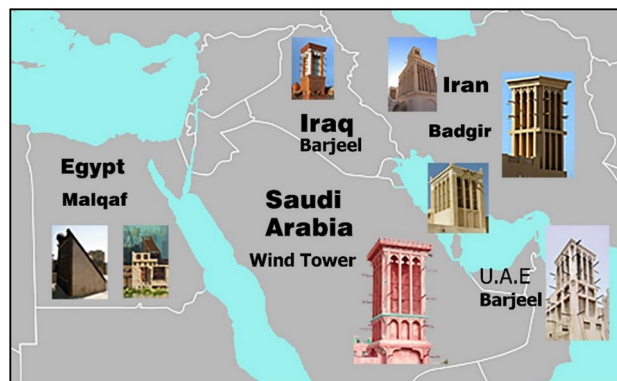 Iraq
Barjeel
Iran
Badgir
Egypt
Malqaf
Saudi
Arabia
Wind Tower
U.A.E
Barjeel